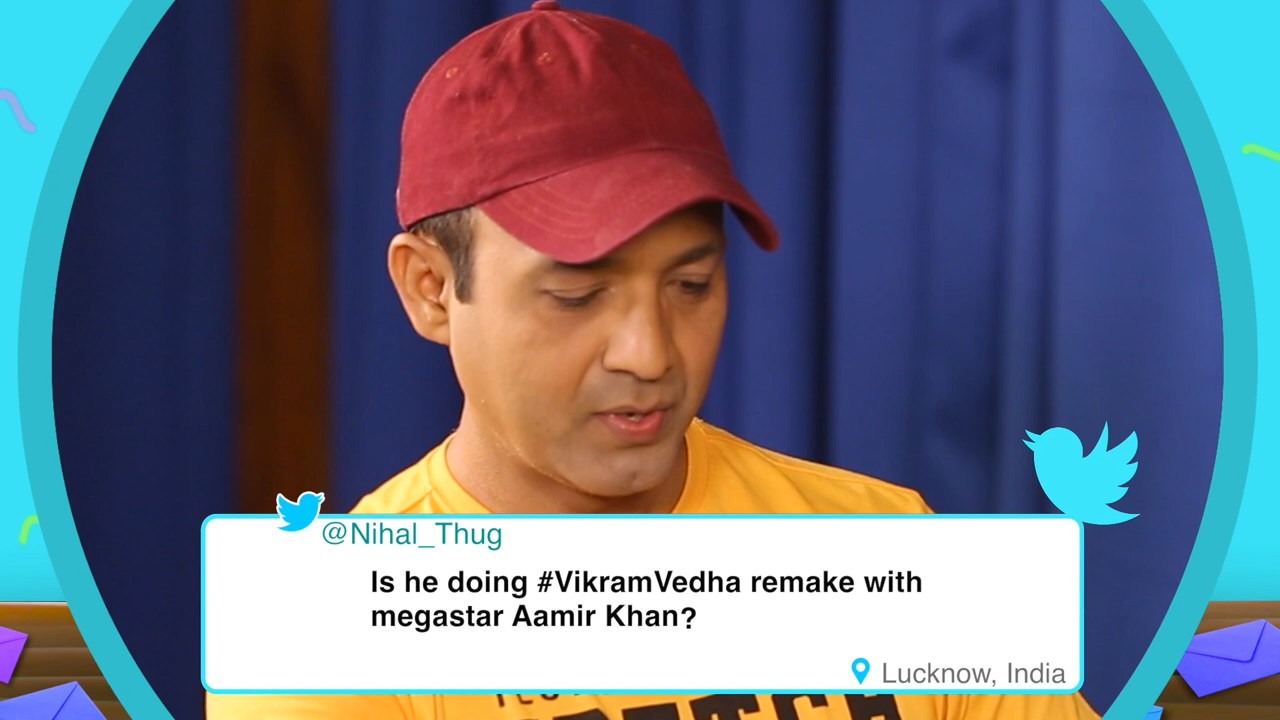 @Nihal_Thug
Is he doing #VikramVedha remake with
megastar Aamir Khan?
Lucknow, India